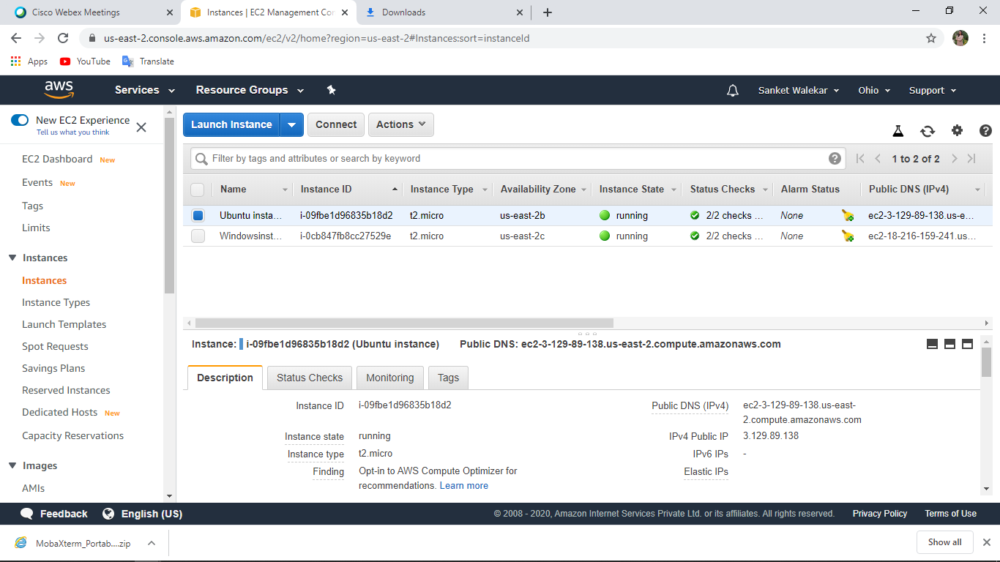 Cisco Webex Meetings
Instances | EC2 Management Con
Downloads
us-east-2.console.aws.amazon.com/ec2/v2/home?region=us-east-2#Instances:sort=instanceId
Apps YouTube Translate
aws Services Resource Groups Sanket Walekar Ohio Support
New EC2 Experience
Tell us what you think
EC2 Dashboard New
Events New
Tags
Limits
Instances
Instances
Instance Types
Launch Templates
Spot Requests
Savings Plans
Reserved Instances
Dedicated Hosts New
Capacity Reservations
Images
AMIs
Launch Instance Connect Actions
Filter by tags and attributes or search by keyword
1 to 2 of 2
Name Instance ID Instance Type Availability Zone Instance State Status Checks Alarm Status Public DNS (IPv4)
Ubuntu insta... i-09fbe1d96835b18d2 t2.micro us-east-2b running 2/2 checks ... None ec2-3-129-89-138.us-e...
Windowsinst... i-0cb847fb8cc27529e t2.micro us-east-2c running 2/2 checks ... None ec2-18-216-159-241.us...
Instance: i-09fbe1d96835b18d2 (Ubuntu instance) Public DNS: ec2-3-129-89-138.us-east-2.compute.amazonaws.com
Description Status Checks Monitoring Tags
Instance ID i-09fbe1d96835b18d2
Instance state running
Instance type t2.micro
Finding Opt-in to AWS Compute Optimizer for
recommendations. Learn more
Public DNS (IPv4) ec2-3-129-89-138.us-east-
2.compute.amazonaws.com
IPv4 Public IP 3.129.89.138
IPv6 IPs -
Elastic IPs
Feedback English (US) © 2008 - 2020, Amazon Internet Services Private Ltd. or its affiliates. All rights reserved. Privacy Policy Terms of Use
MobaXterm_Portab....zip Show all